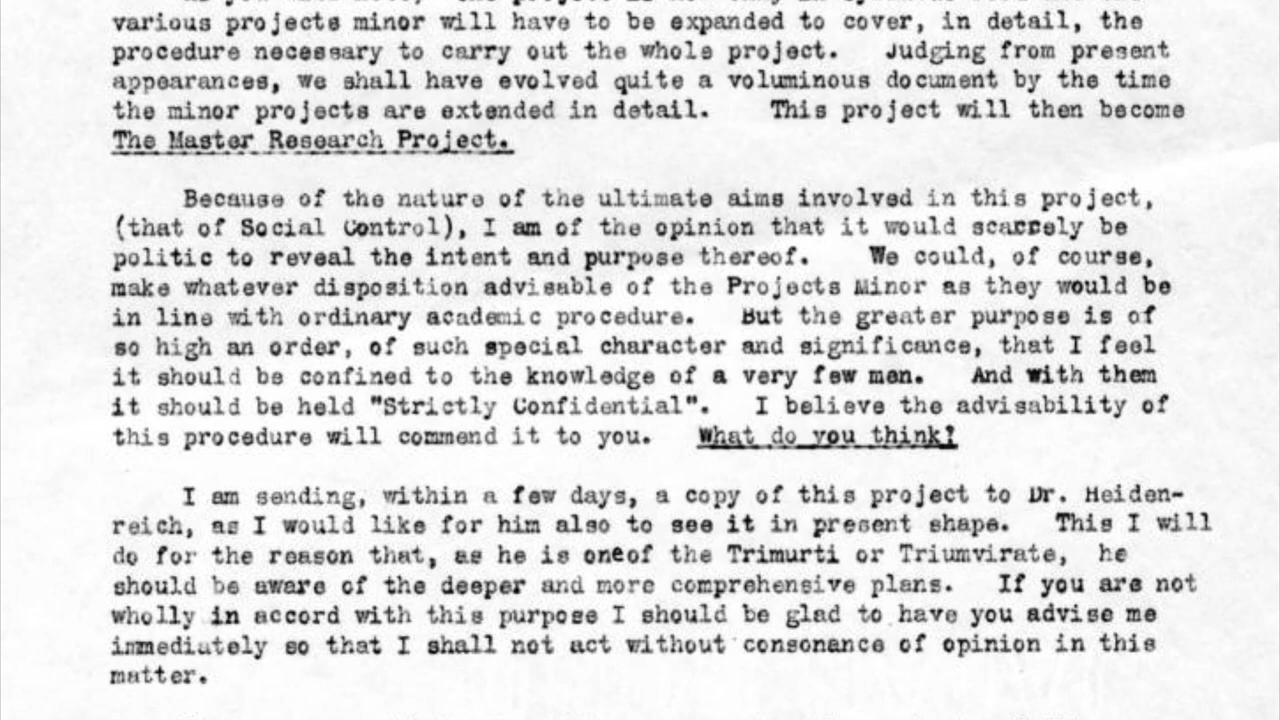 various projects minor will have to be expanded to cover, in detail, the
procedure necessary to carry out the whole project. Judging from present
appearances, we shall have evolved quite a voluminous document by the time
the minor projects are extended in detail. This project will then become
The Master Research Project.
Because of the nature of the ultimate aims involved in this project,
(that of Social Control), I am of the opinion that it would scarcely be
politic to reveal the intent and purpose thereof. We could, of course,
make whatever disposition advisable of the Projects Minor as they would be
in line with ordinary academic procedure. But the greater purpose is of
so high an order, of such special character and significance, that I feel
it should be confined to the knowledge of a very few men. And with them
it should be held "Strictly Confidential". I believe the advisability of
this procedure will commend it to you. What do you think?
I am sending, within a few days, a copy of this project to Dr. Heiden-
reich, as I would like for him also to see it in present shape. This I will
do for the reason that, as he is oneof the Trimurti or Triumvirate, he
should be aware of the deeper and more comprehensive plans. If you are not
wholly in accord with this purpose I should be glad to have you advise me
immediately so that I shall not act without consonance of opinion in this
matter.